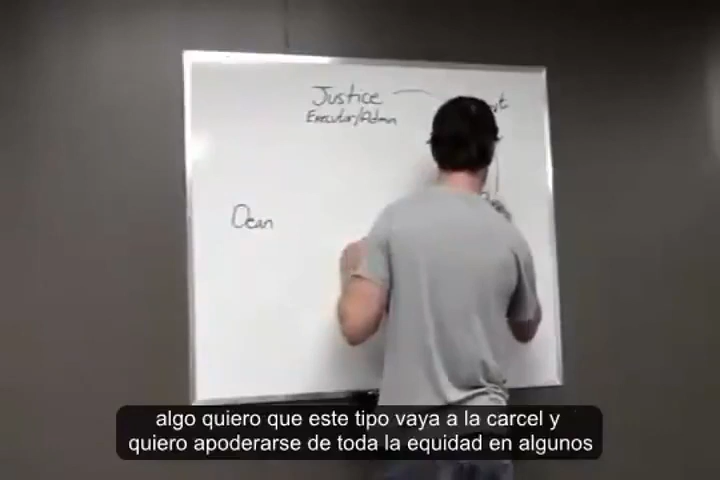 Justice
Executor/Admin
Dean
algo quiero que este tipo vaya a la carcel y
quiero apoderarse de toda la equidad en algunos